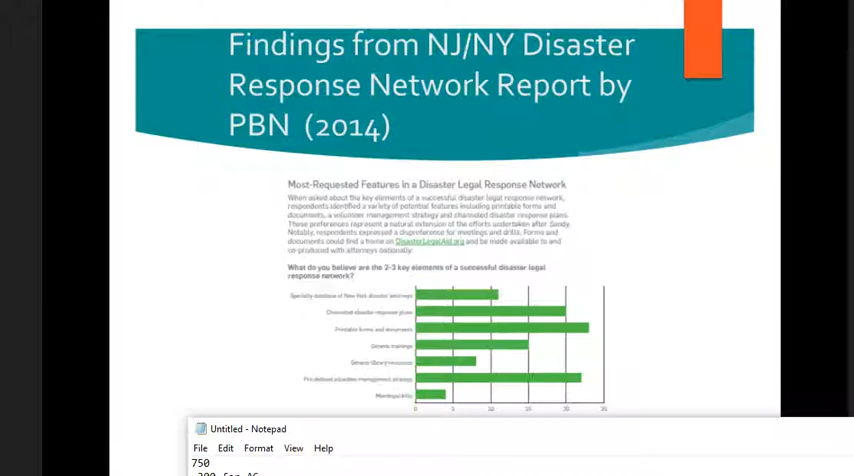 Findings from NJ/NY Disaster
Response Network Report by
PBN (2014)
Most-Requested Features in a Disaster Legal Response Network
When asked about the key elements of a successful disaster legal response network,
respondents identified a variety of potential features including printable forms and
documents, a volunteer management strategy and channeled disaster response plans.
These preferences represent a natural extension of the efforts undertaken after Sandy.
Notably, respondents expressed a dispreference for meetings and drills. Forms and
documents could find a home on DisasterLegalAid.org and be made available to and
co-produced with attorneys nationally.
What do you believe are the 2-3 key elements of a successful disaster legal
response network?
Specialty database of New York disaster attorneys
Channeled disaster response plans
Printable forms and documents
Generic trainings
Generic library resources
Pre-defined management strategy
Meetings/drills
0 5 10 15
Untitled - Notepad
File Edit Format View Help
750